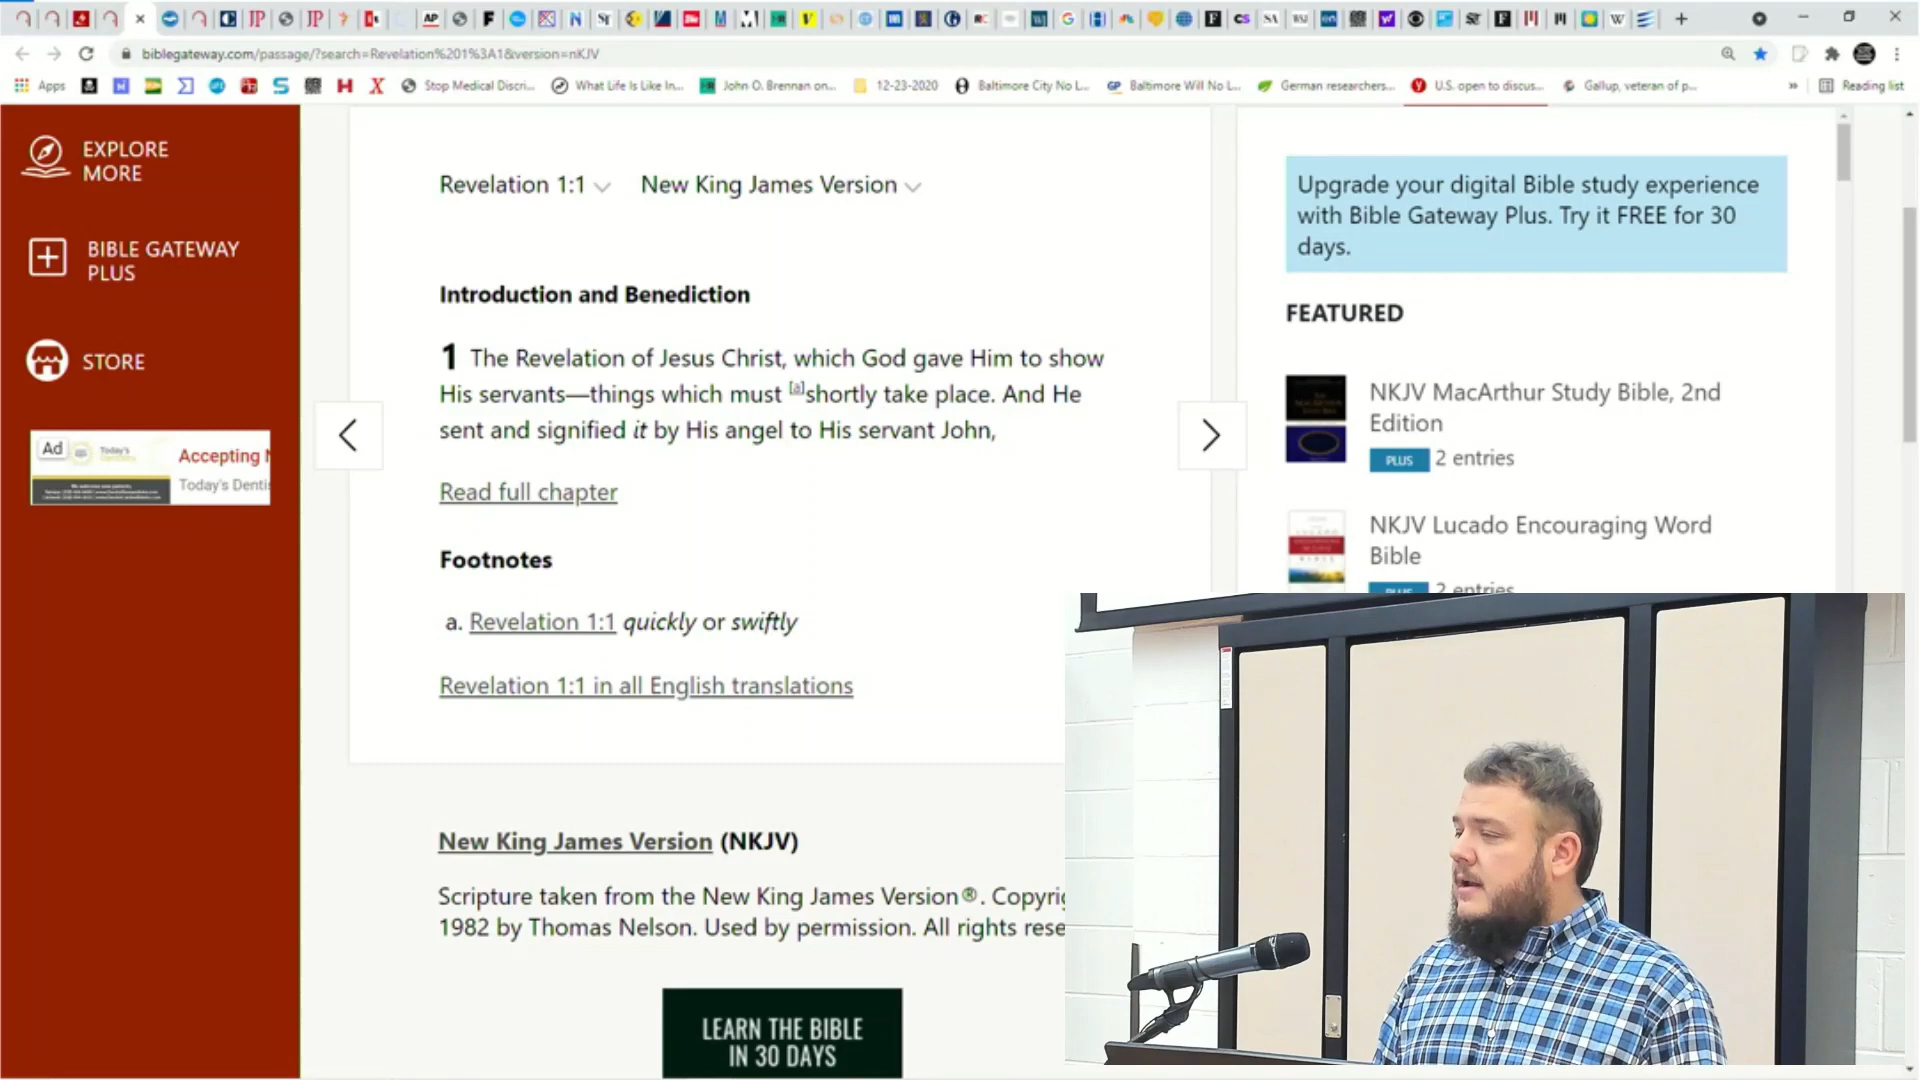 biblegateway.com/passage/?search=Revelation%201%3A1&version=nKJV
Apps
Stop Medical Discri...
What Life Is Like In...
John O. Brennan on...
12-23-2020
Baltimore City No L...
Baltimore Will No L...
German researchers...
U.S. open to discus...
Gallup, veteran of p...
Reading list
EXPLORE
MORE
BIBLE GATEWAY
PLUS
STORE
Ad
Today's
Accepting
Today's Dentis
Revelation 1:1
New King James Version
Introduction and Benediction
1 The Revelation of Jesus Christ, which God gave Him to show
His servants—things which must [a]shortly take place. And He
sent and signified it by His angel to His servant John,
Read full chapter
Footnotes
a. Revelation 1:1 quickly or swiftly
Revelation 1:1 in all English translations
New King James Version (NKJV)
Scripture taken from the New King James Version®. Copyri
1982 by Thomas Nelson. Used by permission. All rights rese
LEARN THE BIBLE
IN 30 DAYS
Upgrade your digital Bible study experience
with Bible Gateway Plus. Try it FREE for 30
days.
FEATURED
NKJV MacArthur Study Bible, 2nd
Edition
PLUS 2 entries
NKJV Lucado Encouraging Word
Bible
PLUS 2 entries